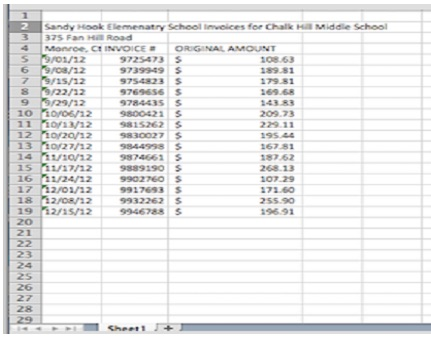 1
2 Sandy Hook Elemenatry School Invoices for Chalk Hill Middle School
3 375 Fan Hill Road
4 Monroe, Ct INVOICE # ORIGINAL AMOUNT
5 9/01/12 9725473 $ 108.63
6 9/08/12 9739949 $ 189.81
7 9/15/12 9754823 $ 179.81
8 9/22/12 9769656 $ 169.68
9 9/29/12 9784435 $ 143.83
10 10/06/12 9800421 $ 209.73
11 10/13/12 9815262 $ 229.11
12 10/20/12 9830027 $ 195.44
13 10/27/12 9844998 $ 167.81
14 11/10/12 9874661 $ 187.62
15 11/17/12 9889190 $ 268.13
16 11/24/12 9902760 $ 107.29
17 12/01/12 9917693 $ 171.60
18 12/08/12 9932262 $ 255.90
19 12/15/12 9946788 $ 196.91
20
21
22
23
24
25
26
27
28
29
Sheet1